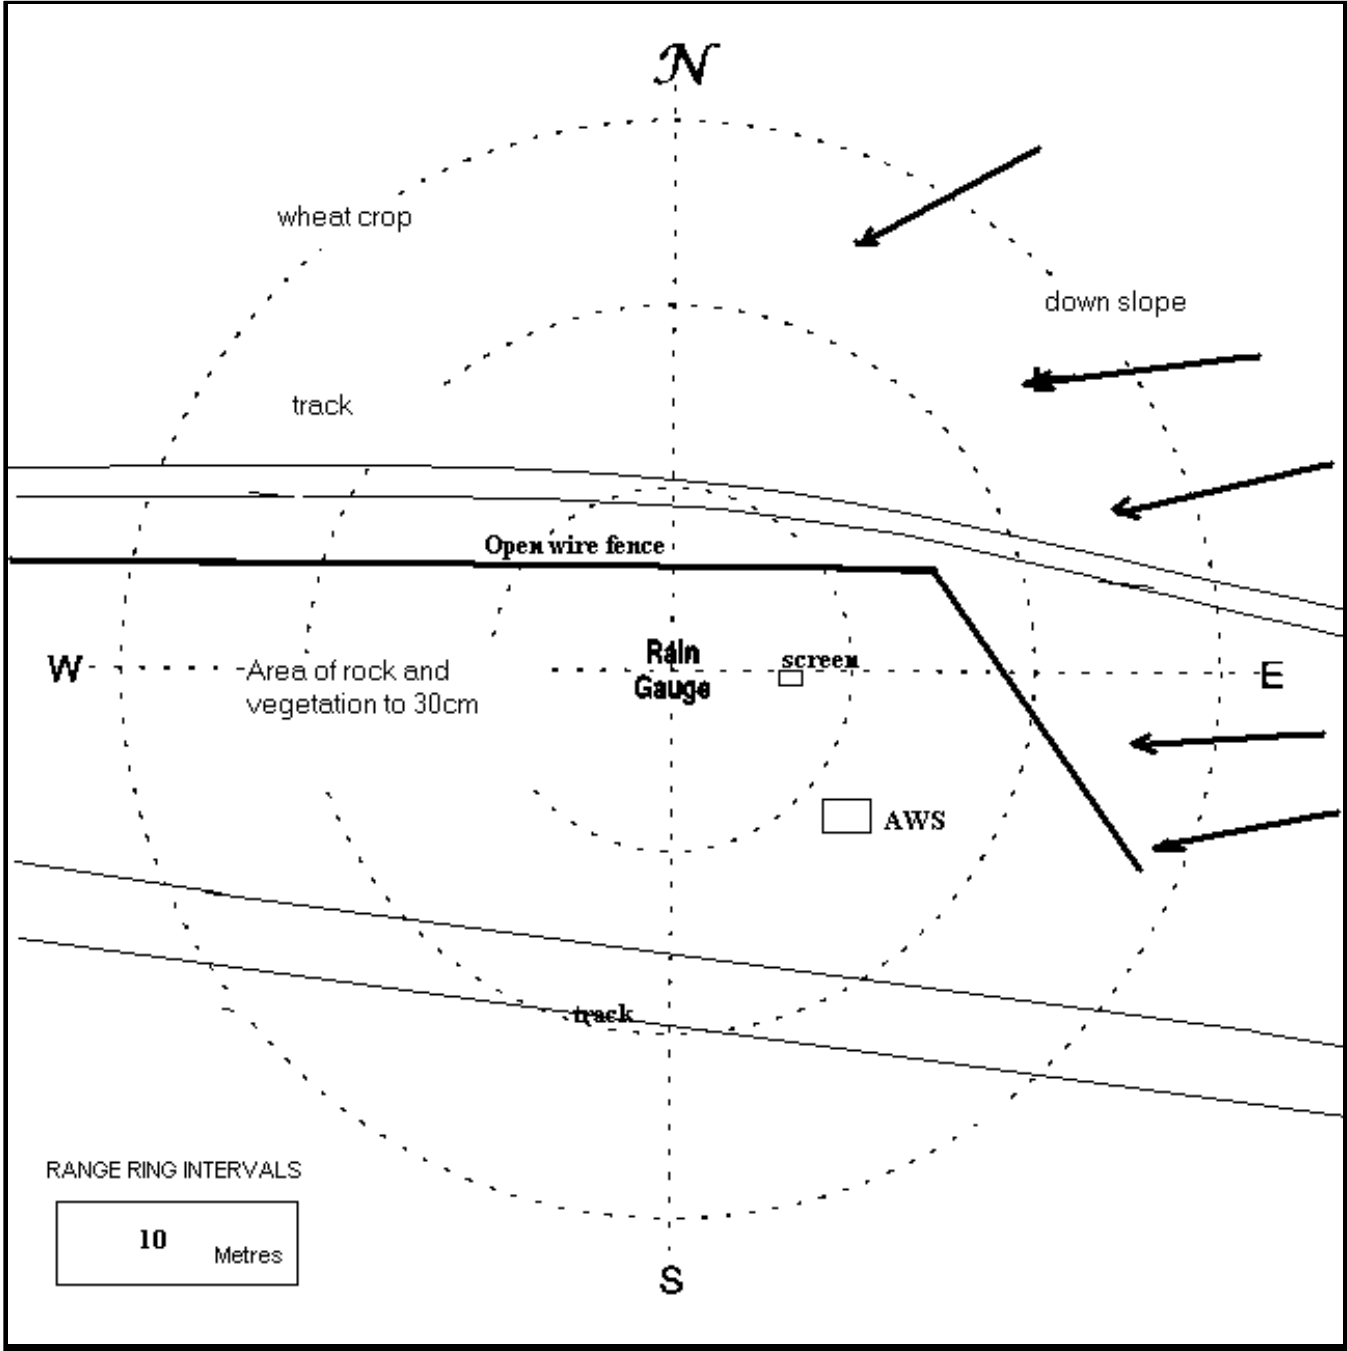 N
wheat crop
down slope
track
Open wire fence
W
Area of rock and
vegetation to 30cm
Rain
Gauge
screen
E
AWS
track
RANGE RING INTERVALS
10 Metres
S